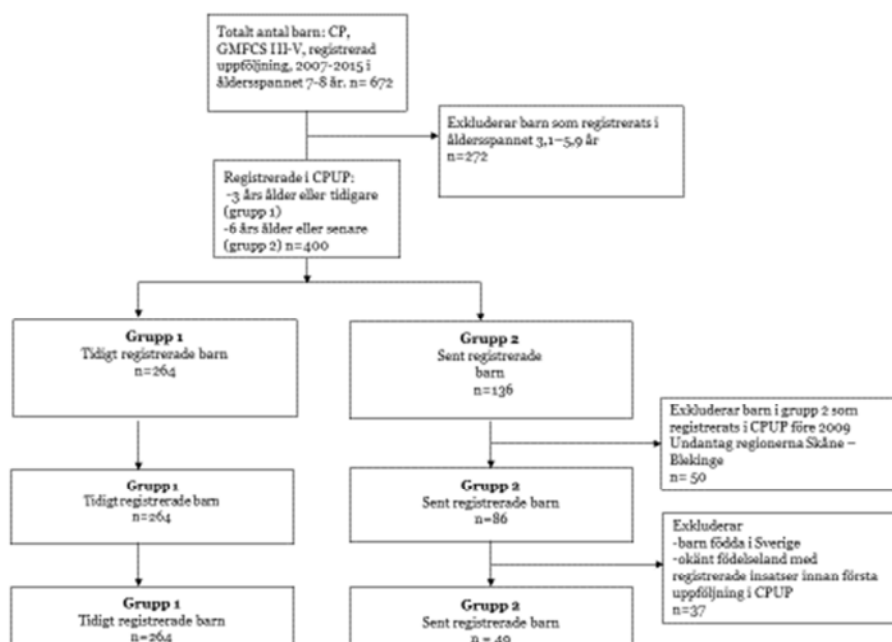 Totalt antal barn: CP,
GMFCS III-V, registrerad
uppföljning, 2007-2015 i
åldersspannet 7-8 år. n= 672
Exkluderar barn som registrerats i
åldersspannet 3,1–5,9 år
n=272
Registrerade i CPUP:
-3 års ålder eller tidigare
(grupp 1)
-6 års ålder eller senare
(grupp 2) n=400
Grupp 1
Tidigt registrerade barn
n=264
Grupp 2
Sent registrerade
barn
n=136
Exkluderar barn i grupp 2 som
registrerats i CPUP före 2009
Undantag regionerna Skåne –
Blekinge
n= 50
Grupp 1
Tidigt registrerade barn
n=264
Grupp 2
Sent registrerade barn
n=86
Exkluderar
-barn födda i Sverige
-okänt födelseland med
registrerade insatser innan första
uppföljning i CPUP
n=37
Grupp 1
Tidigt registrerade barn
n=264
Grupp 2
Sent registrerade barn
n = 49